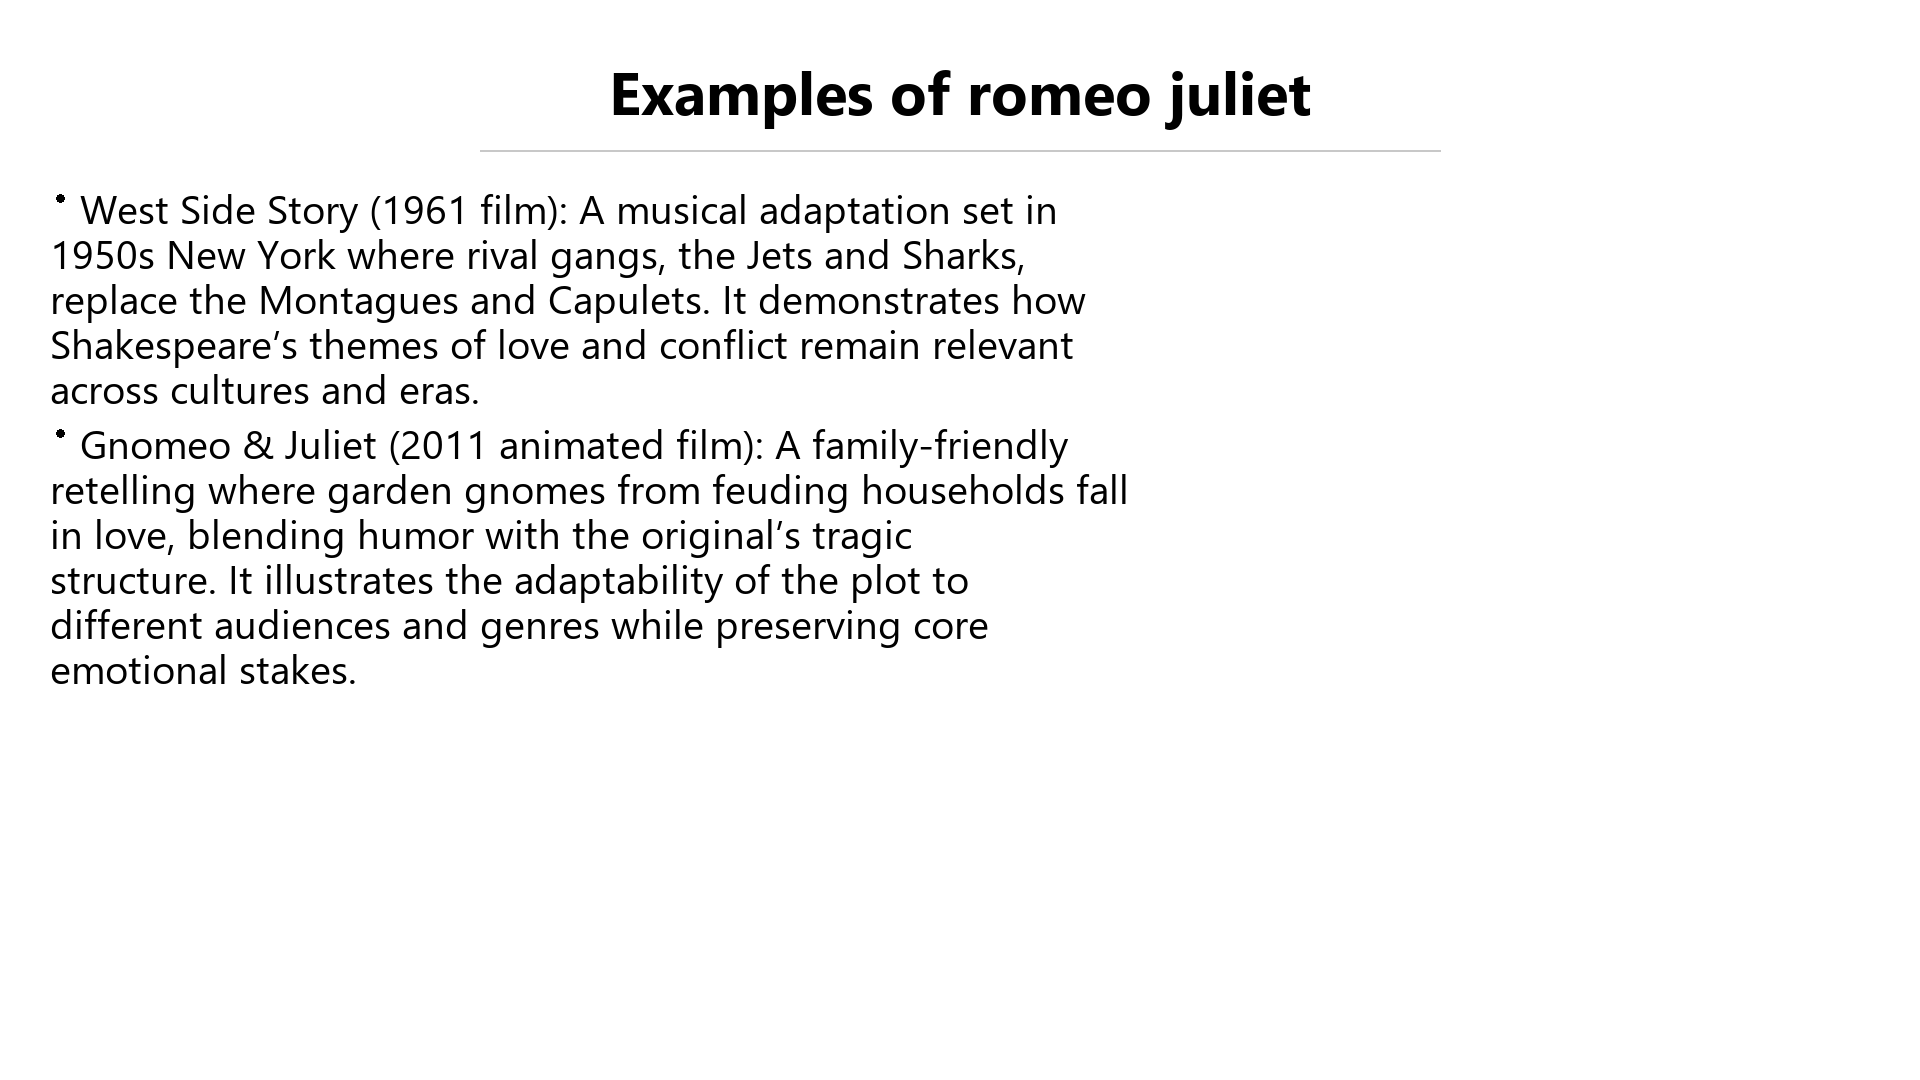 Examples of romeo juliet
• West Side Story (1961 film): A musical adaptation set in
1950s New York where rival gangs, the Jets and Sharks,
replace the Montagues and Capulets. It demonstrates how
Shakespeare’s themes of love and conflict remain relevant
across cultures and eras.
• Gnomeo & Juliet (2011 animated film): A family-friendly
retelling where garden gnomes from feuding households fall
in love, blending humor with the original’s tragic
structure. It illustrates the adaptability of the plot to
different audiences and genres while preserving core
emotional stakes.